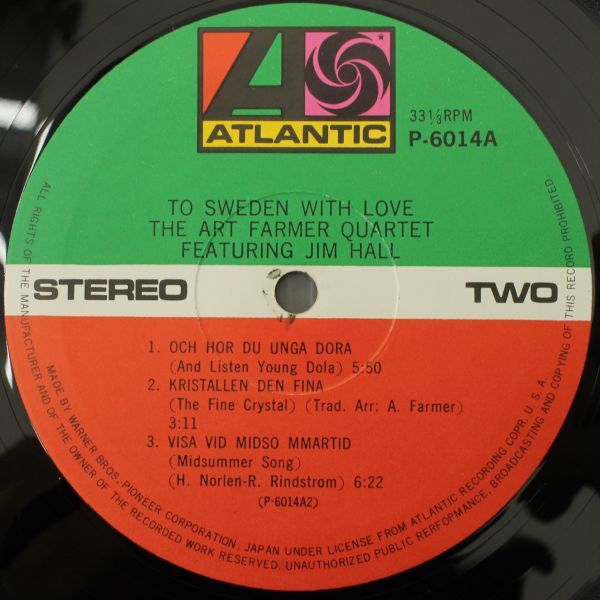 ATLANTIC
33⅓RPM
P-6014A
TO SWEDEN WITH LOVE
THE ART FARMER QUARTET
FEATURING JIM HALL
STEREO
TWO
1. OCH HOR DU UNGA DORA
(And Listen Young Dola) 5:50
2. KRISTALLEN DEN FINA
(The Fine Crystal) (Trad. Arr: A. Farmer)
3:11
3. VISA VID MIDSO MMARTID
(Midsummer Song)
(H. Norlen-R. Rindstrom) 6:22
(P-6014A2)
MADE BY WARNER BROS.-PIONEER CORPORATION, JAPAN UNDER LICENSE FROM ATLANTIC RECORDING COPR. U. S. A.
ALL RIGHTS OF THE MANUFACTURER AND OF THE OWNER OF THE RECORDED WORK RESERVED, UNAUTHORIZED PUBLIC RERFOPMANCE, BROADCASTING AND COPYING OF THIS RECORD PROHIBITED